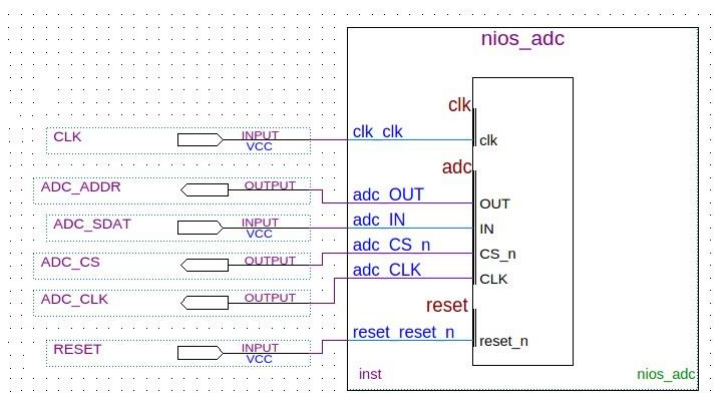 nios_adc
clk
CLK INPUT VCC clk_clk clk
adc
ADC_ADDR OUTPUT adc_OUT OUT
ADC_SDAT INPUT VCC adc_IN IN
ADC_CS OUTPUT adc_CS_n CS_n
ADC_CLK OUTPUT adc_CLK CLK
reset
RESET INPUT VCC reset_reset_n reset_n
inst nios_adc